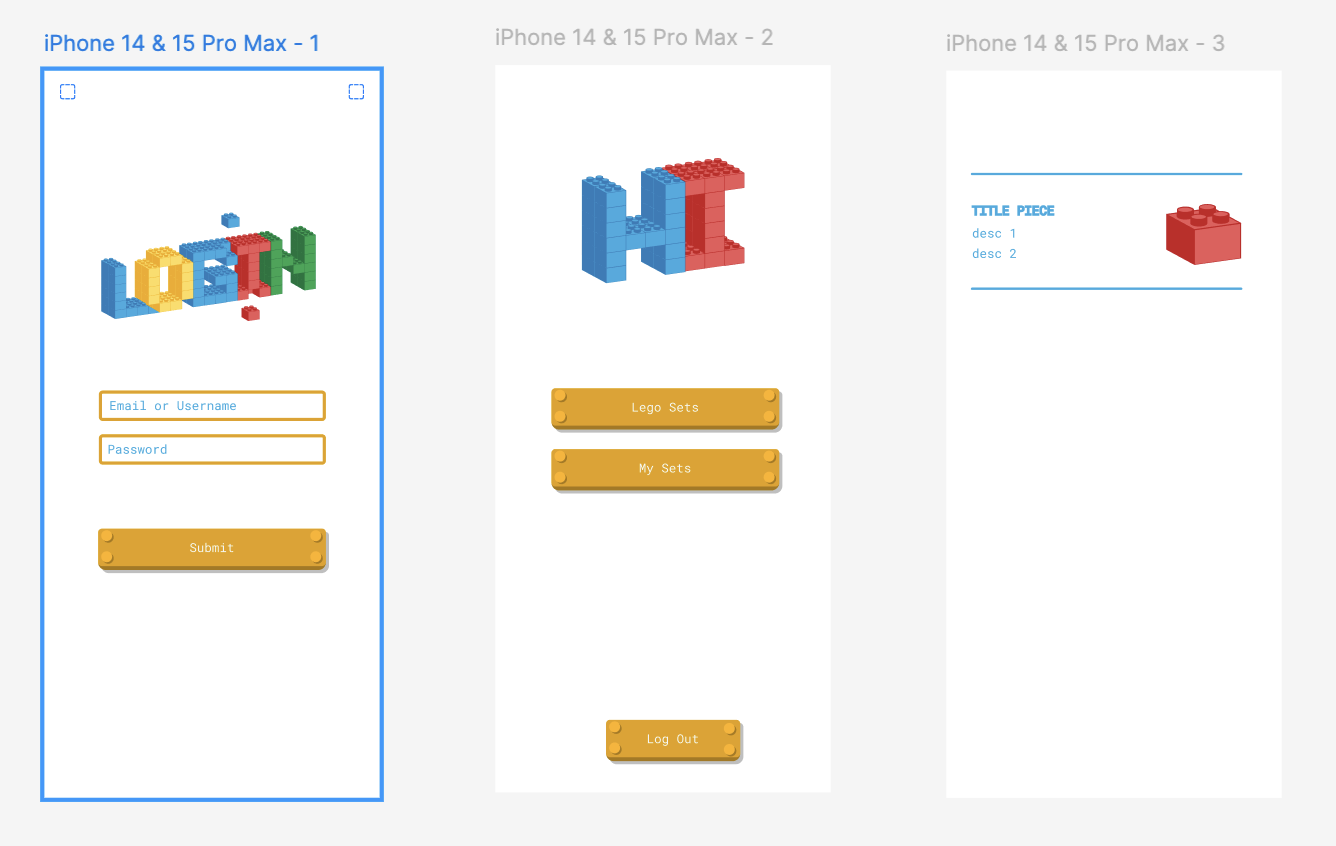 iPhone 14 & 15 Pro Max - 1
Email or Username
Password
Submit
iPhone 14 & 15 Pro Max - 2
HI
Lego Sets
My Sets
Log Out
iPhone 14 & 15 Pro Max - 3
TITLE PIECE
desc 1
desc 2